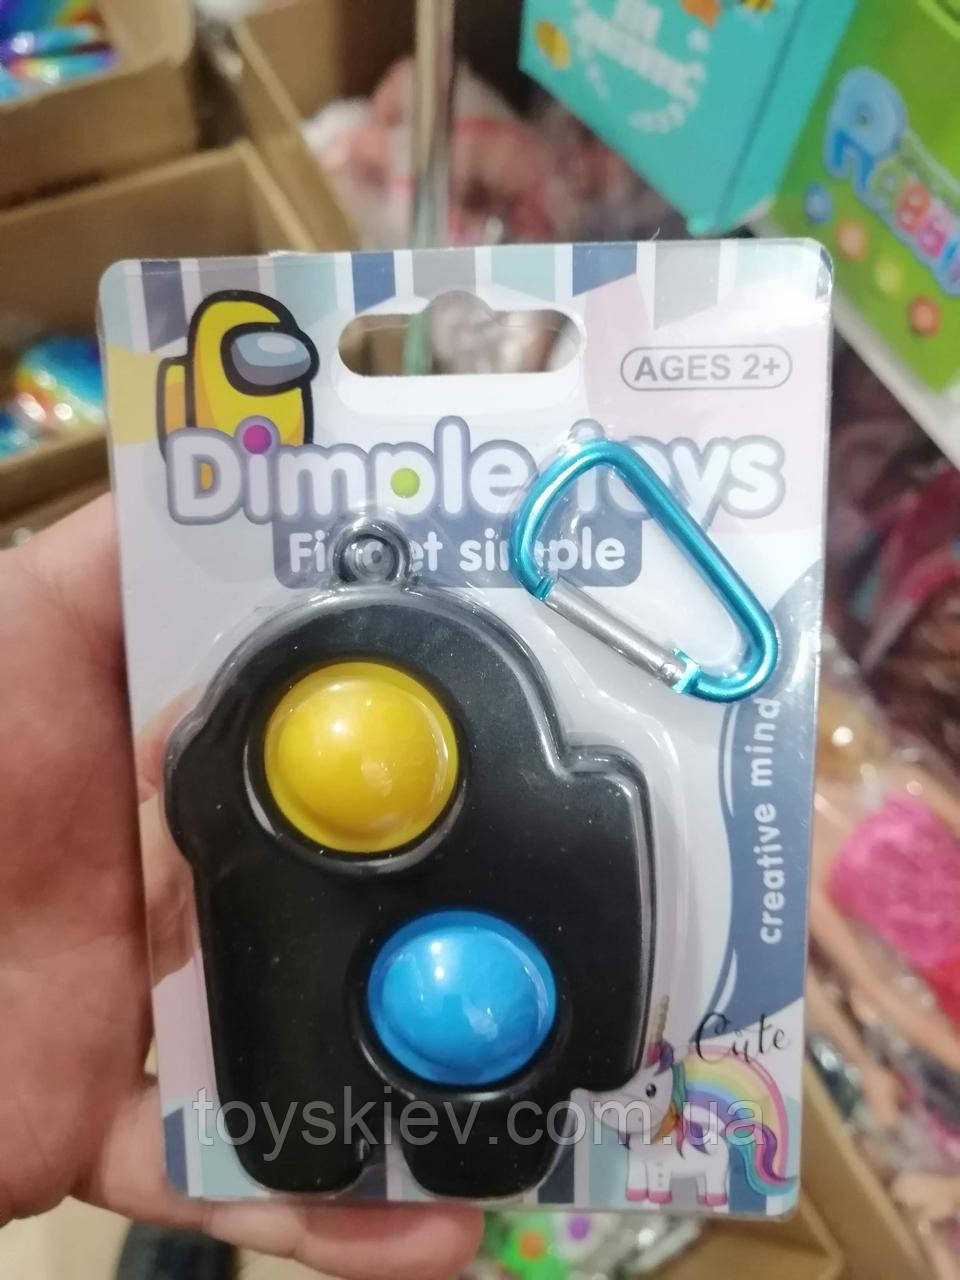 AGES 2+
Dimple toys
Fidget simple
creative mind
Cute
toyskiev.com.ua